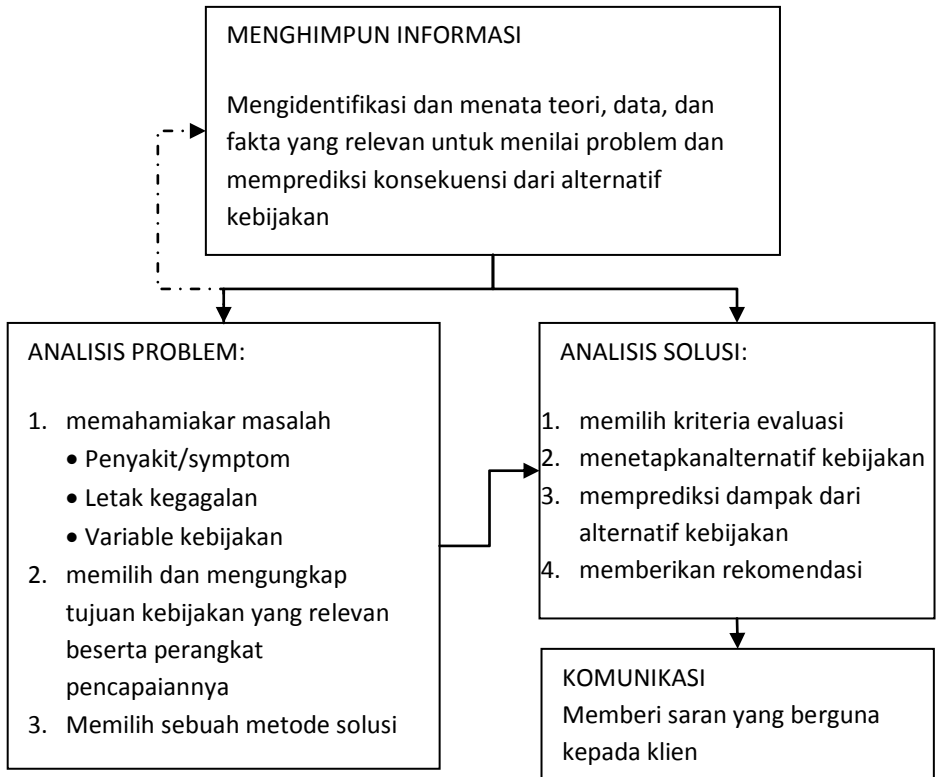 MENGHIMPUN INFORMASI
Mengidentifikasi dan menata teori, data, dan
fakta yang relevan untuk menilai problem dan
memprediksi konsekuensi dari alternatif
kebijakan
ANALISIS PROBLEM:
1. memahamiakar masalah
• Penyakit/symptom
• Letak kegagalan
• Variable kebijakan
2. memilih dan mengungkap
tujuan kebijakan yang relevan
beserta perangkat
pencapaiannya
3. Memilih sebuah metode solusi
ANALISIS SOLUSI:
1. memilih kriteria evaluasi
2. menetapkanalternatif kebijakan
3. memprediksi dampak dari
alternatif kebijakan
4. memberikan rekomendasi
KOMUNIKASI
Memberi saran yang berguna
kepada klien